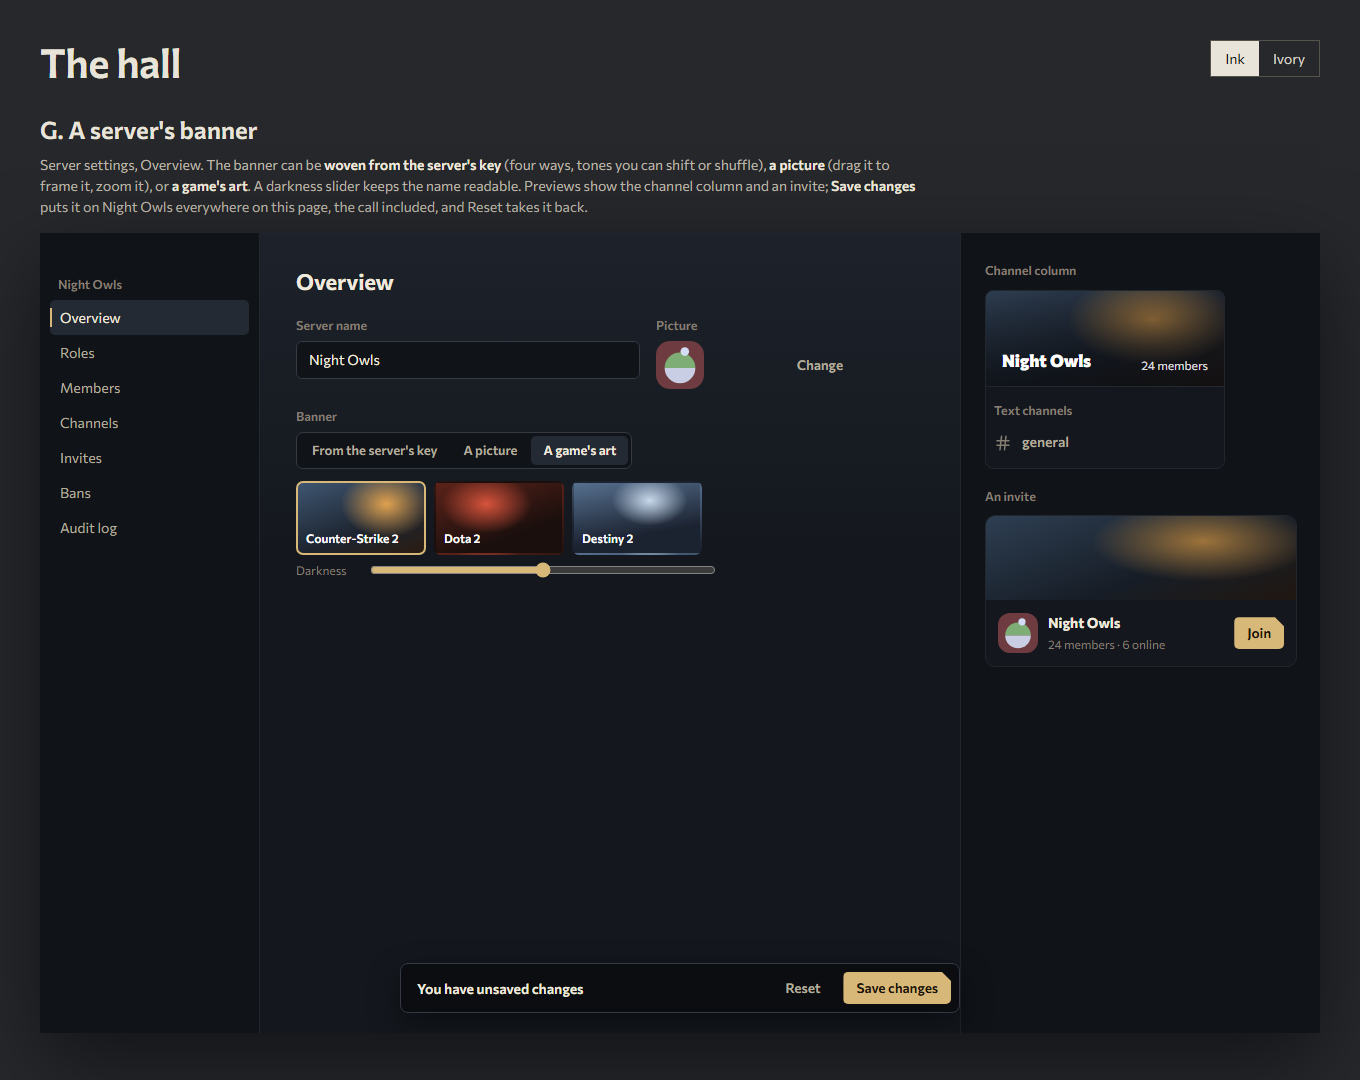 The hall
Ink
Ivory
G. A server's banner
Server settings, Overview. The banner can be woven from the server's key (four ways, tones you can shift or shuffle), a picture (drag it to
frame it, zoom it), or a game's art. A darkness slider keeps the name readable. Previews show the channel column and an invite; Save changes
puts it on Night Owls everywhere on this page, the call included, and Reset takes it back.
Night Owls
Overview
Roles
Members
Channels
Invites
Bans
Audit log
Overview
Server name
Night Owls
Picture
Change
Banner
From the server's key
A picture
A game's art
Counter-Strike 2
Dota 2
Destiny 2
Darkness
You have unsaved changes
Reset
Save changes
Channel column
Night Owls
24 members
Text channels
# general
An invite
Night Owls
24 members · 6 online
Join